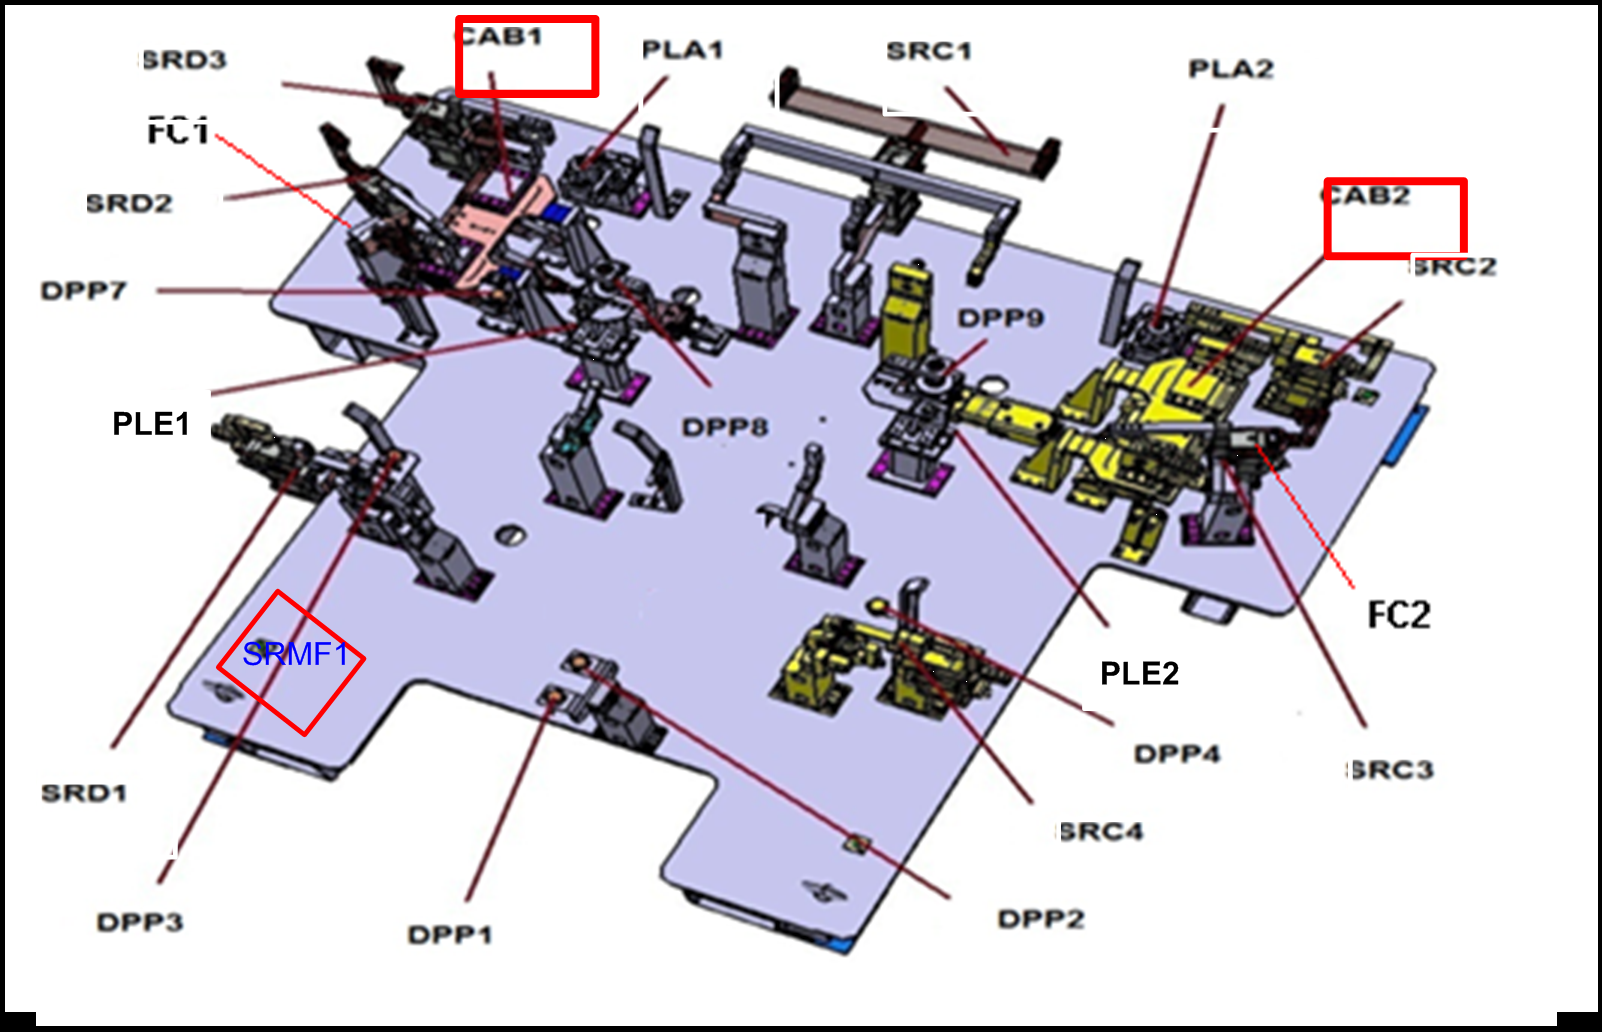 CAB1
PLA1
SRC1
SRD3
PLA2
FC1
CAB2
SRD2
SRC2
DPP7
DPP9
PLE1
DPP8
FC2
SRMF1
PLE2
DPP4
SRC3
SRD1
SRC4
DPP3
DPP1
DPP2